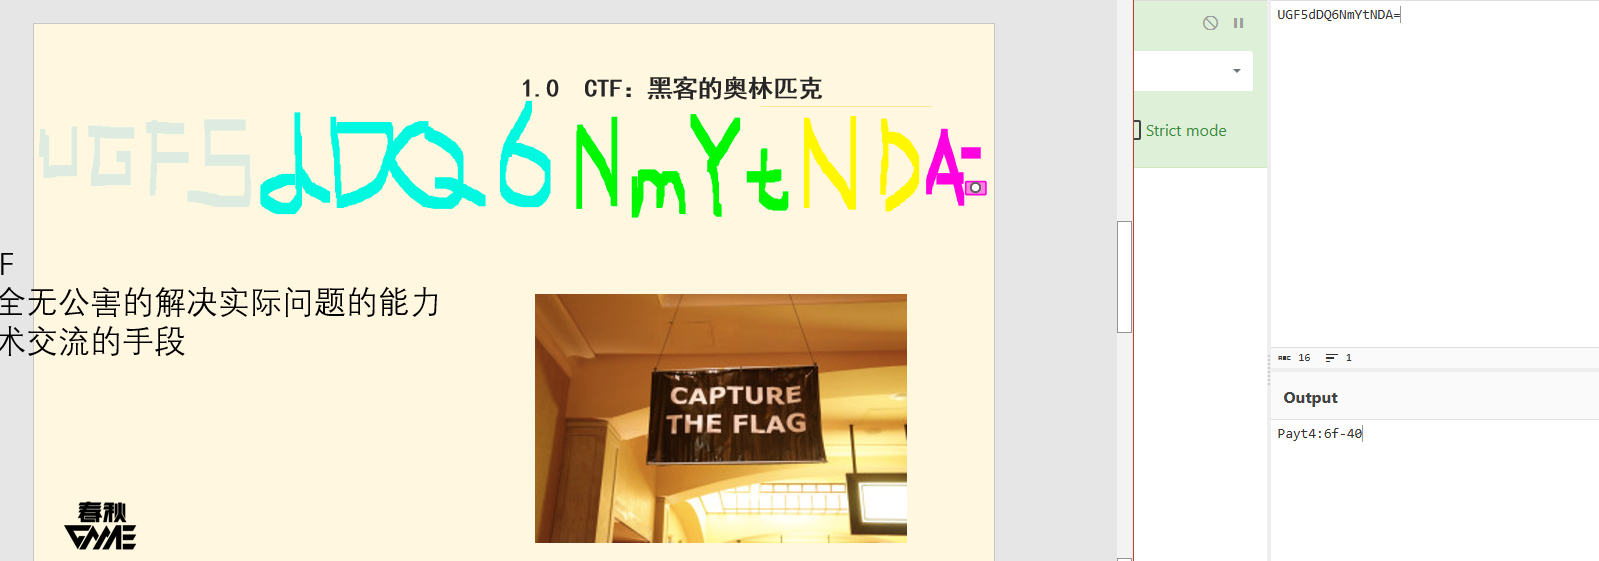 1.0 CTF：黑客的奥林匹克
UGF5dDQ6NmYtNDA=
F
全无公害的解决实际问题的能力
术交流的手段
CAPTURE
THE FLAG
春秋
GAME
Strict mode
UGF5dDQ6NmYtNDA=
ABC 16 1
Output
Payt4:6f-40